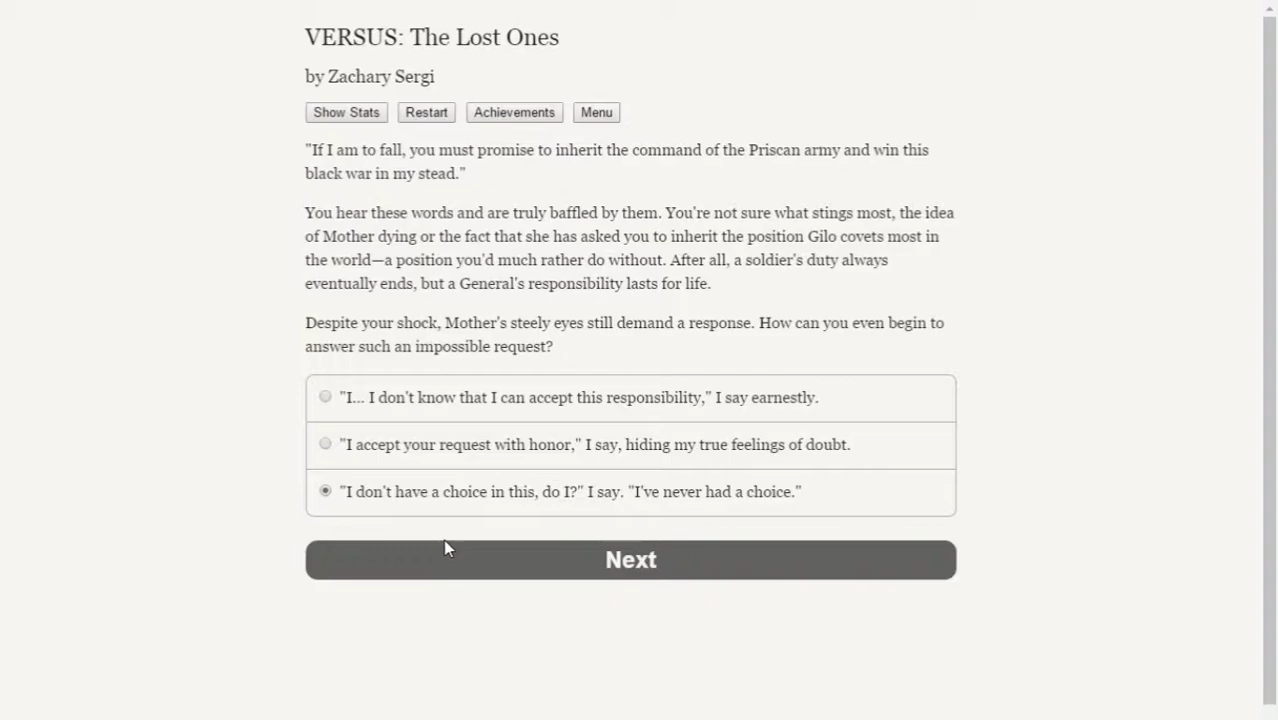 VERSUS: The Lost Ones
by Zachary Sergi
Show Stats Restart Achievements Menu
"If I am to fall, you must promise to inherit the command of the Priscan army and win this
black war in my stead."
You hear these words and are truly baffled by them. You're not sure what stings most, the idea
of Mother dying or the fact that she has asked you to inherit the position Gilo covets most in
the world—a position you'd much rather do without. After all, a soldier's duty always
eventually ends, but a General's responsibility lasts for life.
Despite your shock, Mother's steely eyes still demand a response. How can you even begin to
answer such an impossible request?
"I... I don't know that I can accept this responsibility," I say earnestly.
"I accept your request with honor," I say, hiding my true feelings of doubt.
"I don't have a choice in this, do I?" I say. "I've never had a choice."
Next